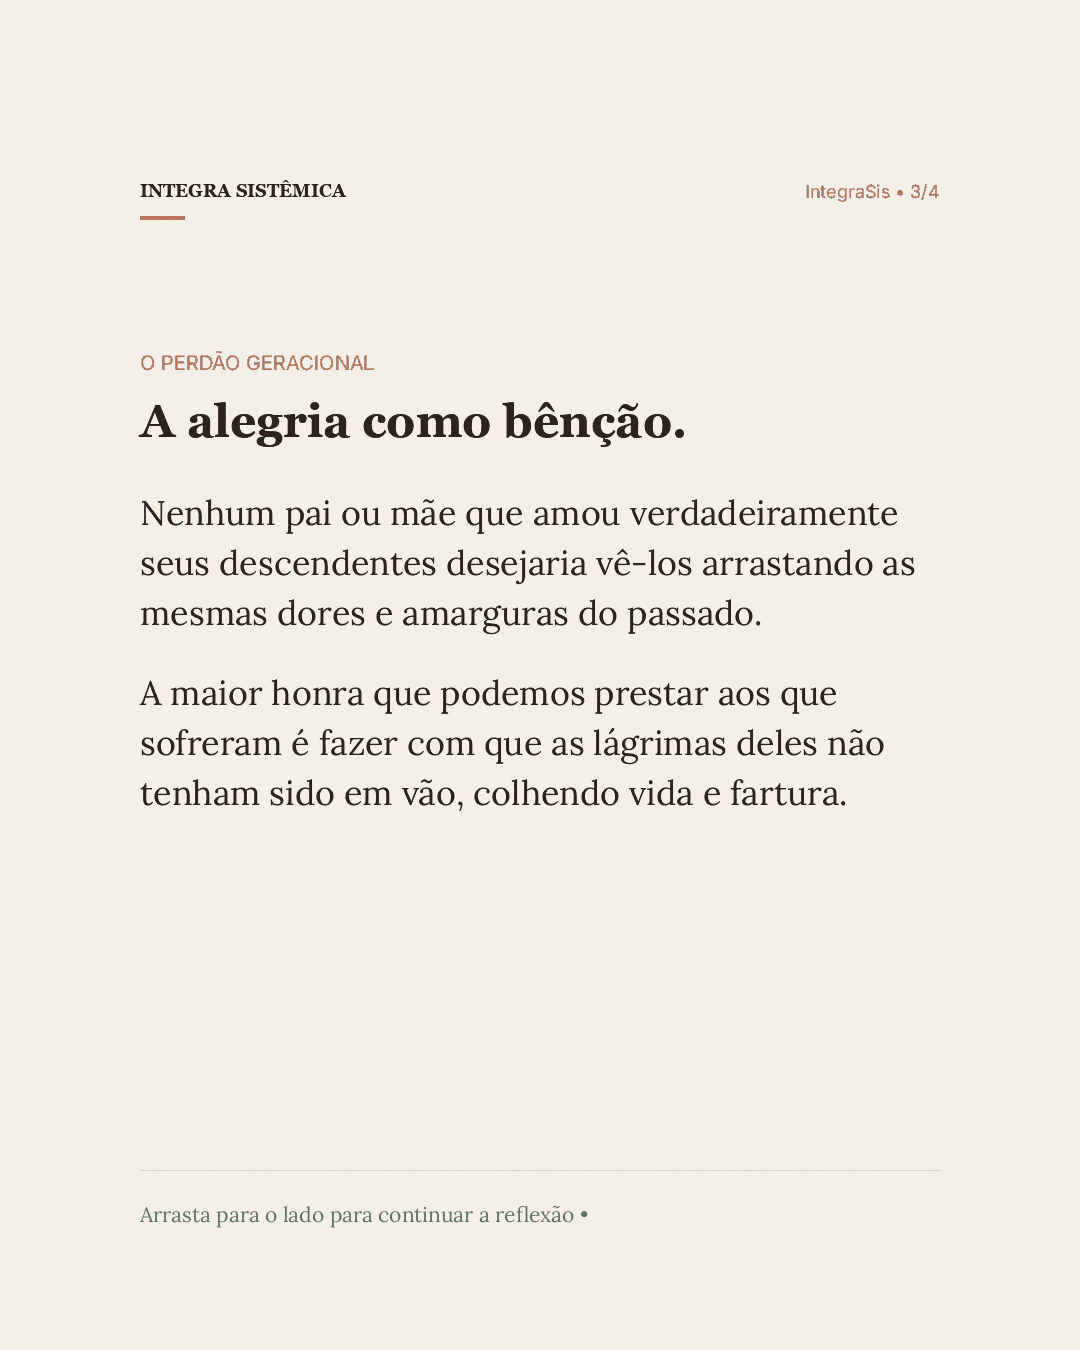 INTEGRA SISTÊMICA
IntegraSis • 3/4
O PERDÃO GERACIONAL
A alegria como bênção.
Nenhum pai ou mãe que amou verdadeiramente
seus descendentes desejaria vê-los arrastando as
mesmas dores e amarguras do passado.
A maior honra que podemos prestar aos que
sofreram é fazer com que as lágrimas deles não
tenham sido em vão, colhendo vida e fartura.
Arrasta para o lado para continuar a reflexão •